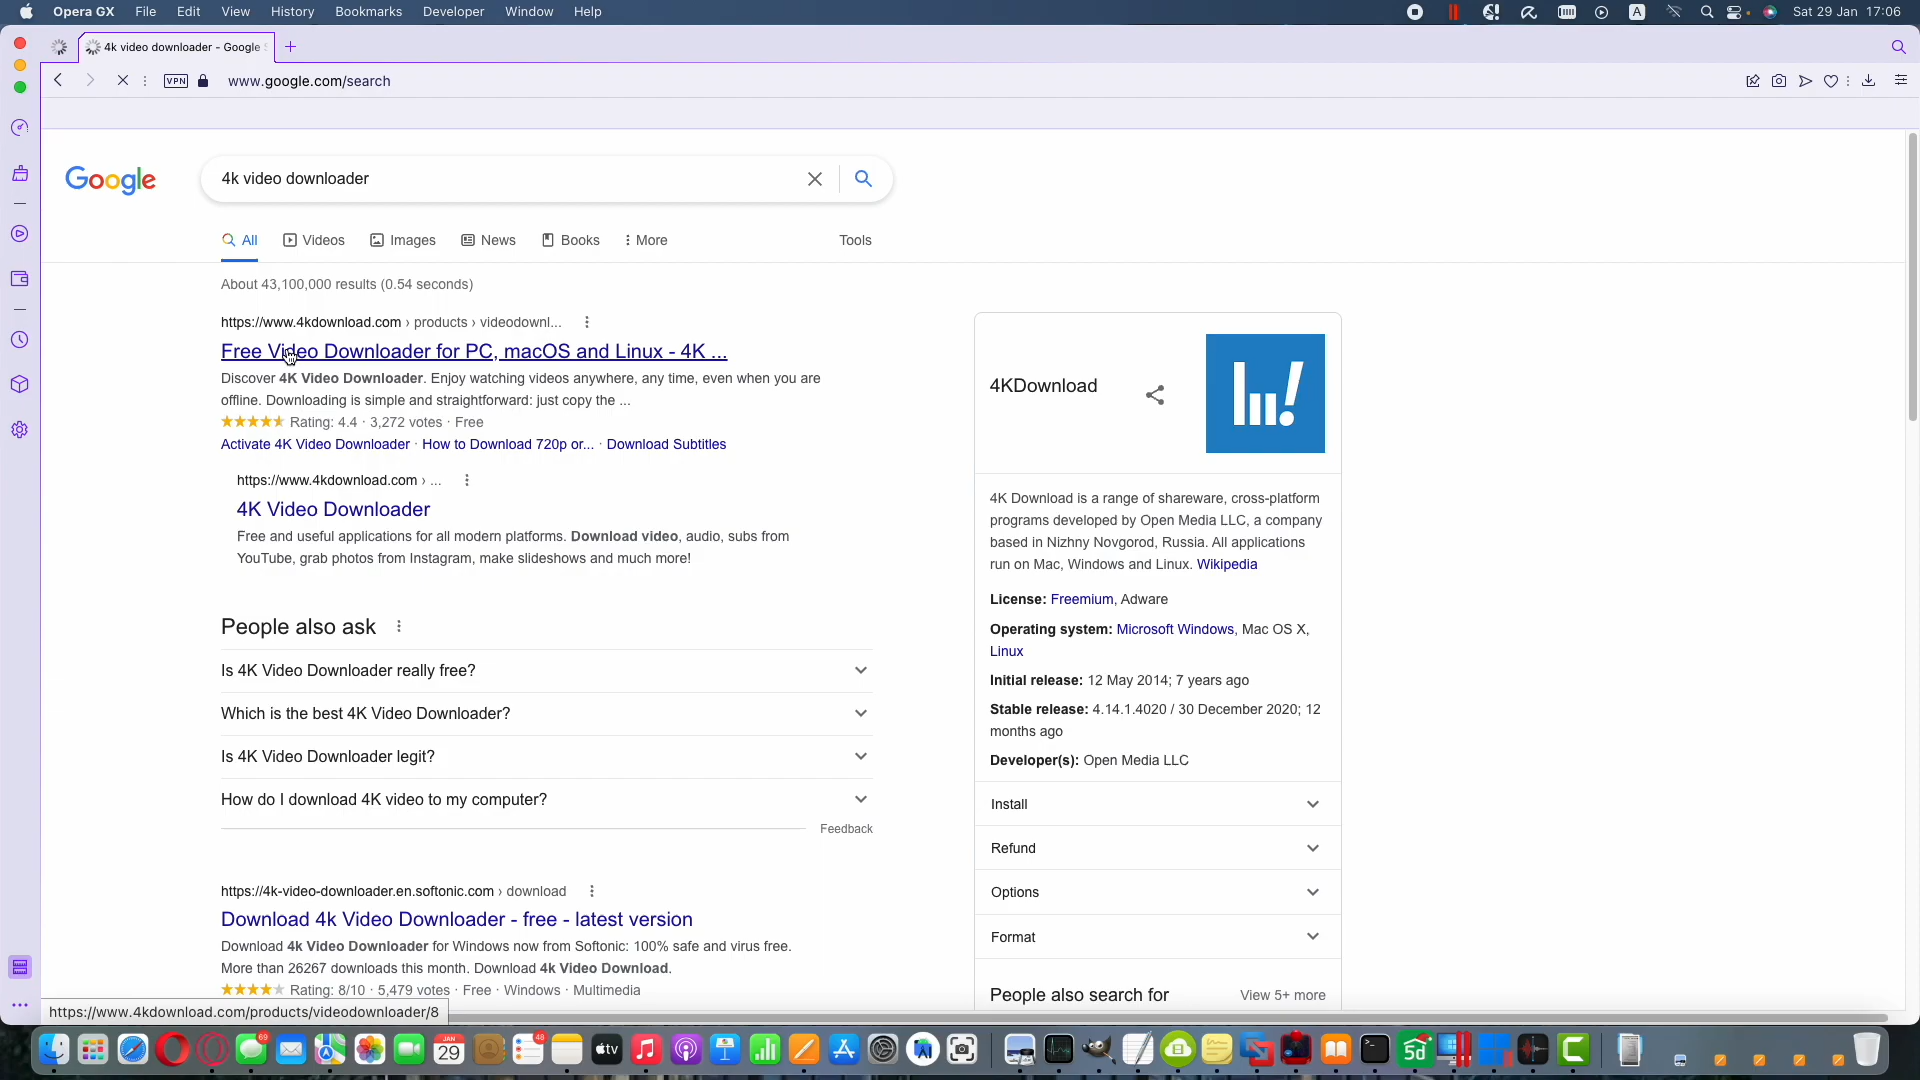 Opera GX File Edit View History Bookmarks Developer Window Help
A Sat 29 Jan 17:06
4k video downloader - Google S
VPN www.google.com/search
Google
4k video downloader
All Videos Images News Books More Tools
About 43,100,000 results (0.54 seconds)
https://www.4kdownload.com › products › videodownl...
Free Video Downloader for PC, macOS and Linux - 4K ...
Discover 4K Video Downloader. Enjoy watching videos anywhere, any time, even when you are
offline. Downloading is simple and straightforward: just copy the ...
Rating: 4.4 · 3,272 votes · Free
Activate 4K Video Downloader · How to Download 720p or... · Download Subtitles
https://www.4kdownload.com › ...
4K Video Downloader
Free and useful applications for all modern platforms. Download video, audio, subs from
YouTube, grab photos from Instagram, make slideshows and much more!
People also ask
Is 4K Video Downloader really free?
Which is the best 4K Video Downloader?
Is 4K Video Downloader legit?
How do I download 4K video to my computer?
Feedback
https://4k-video-downloader.en.softonic.com › download
Download 4k Video Downloader - free - latest version
Download 4k Video Downloader for Windows now from Softonic: 100% safe and virus free.
More than 26267 downloads this month. Download 4k Video Download.
Rating: 8/10 · 5,479 votes · Free · Windows · Multimedia
4KDownload
4K Download is a range of shareware, cross-platform
programs developed by Open Media LLC, a company
based in Nizhny Novgorod, Russia. All applications
run on Mac, Windows and Linux. Wikipedia
License: Freemium, Adware
Operating system: Microsoft Windows, Mac OS X,
Linux
Initial release: 12 May 2014; 7 years ago
Stable release: 4.14.1.4020 / 30 December 2020; 12
months ago
Developer(s): Open Media LLC
Install
Refund
Options
Format
People also search for View 5+ more
https://www.4kdownload.com/products/videodownloader/8
69
JAN
29
48
tv
5d